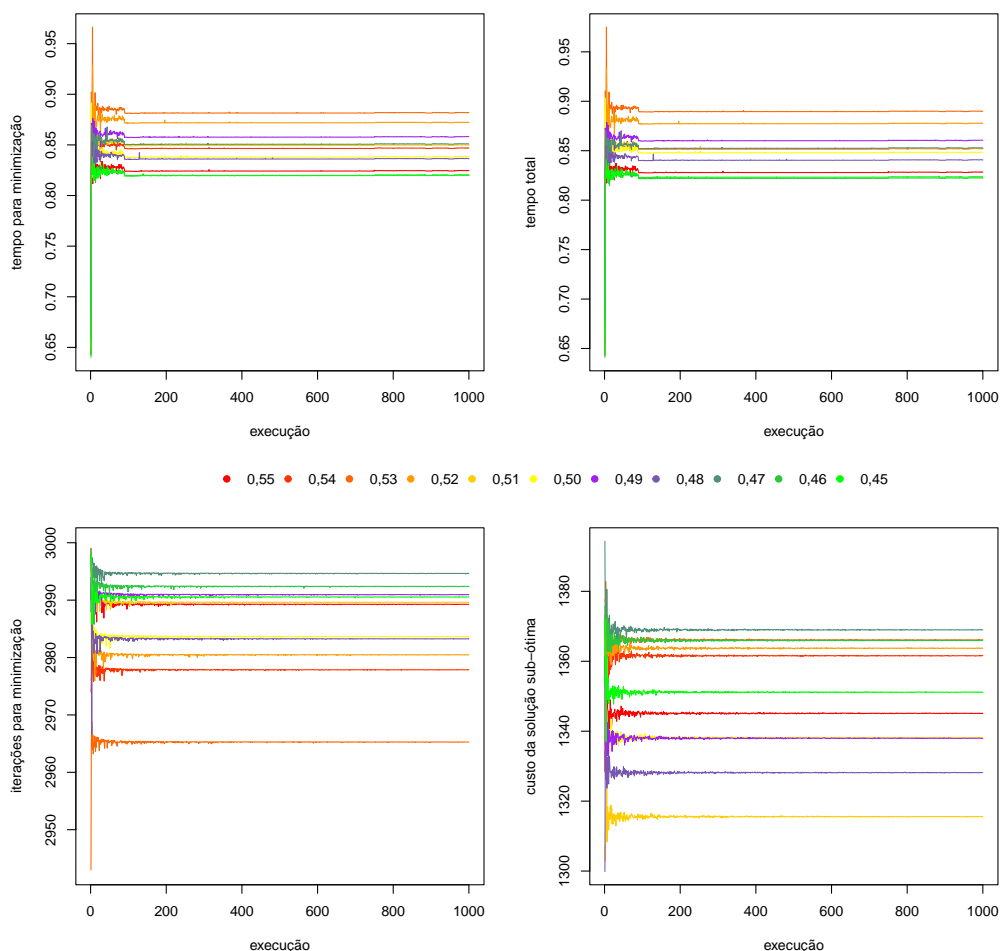 tempo para minimização
0.65 0.70 0.75 0.80 0.85 0.90 0.95
0 200 400 600 800 1000
execução
tempo total
0.65 0.70 0.75 0.80 0.85 0.90 0.95
0 200 400 600 800 1000
execução
0,55 0,54 0,53 0,52 0,51 0,50 0,49 0,48 0,47 0,46 0,45
iterações para minimização
2950 2960 2970 2980 2990 3000
0 200 400 600 800 1000
execução
custo da solução sub−ótima
1300 1320 1340 1360 1380
0 200 400 600 800 1000
execução